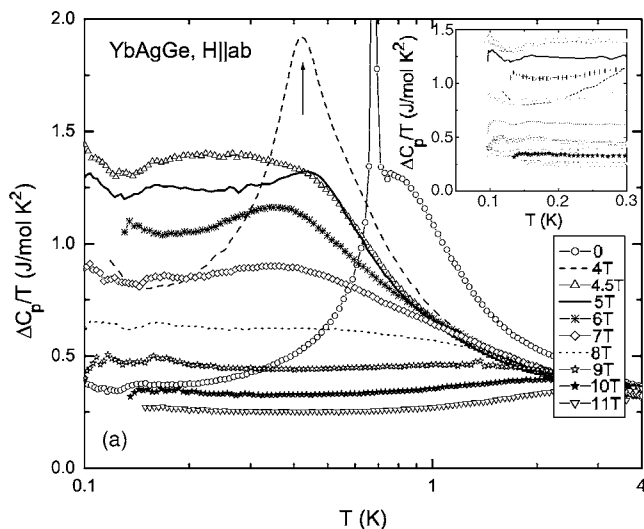 YbAgGe, H||ab
ΔCp/T (J/mol K²)
2.0
1.5
1.0
0.5
0.0
0.1
1
4
T (K)
(a)
ΔCp/T (J/mol K²)
1.5
1.0
0.5
0.0
0.1
0.2
0.3
T (K)
0
4T
4.5T
5T
6T
7T
8T
9T
10T
11T